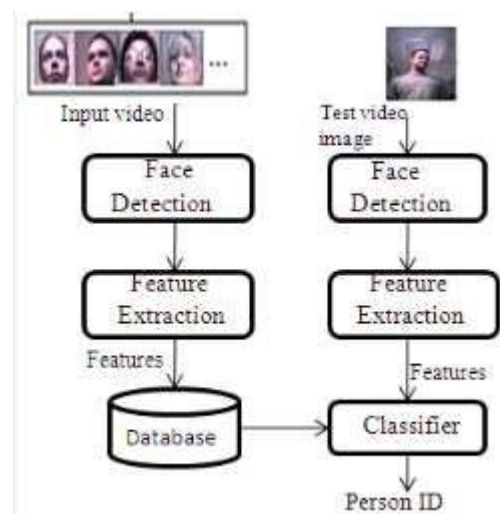 ...
Input video
Face
Detection
Feature
Extraction
Features
Database
Test video
image
Face
Detection
Feature
Extraction
Features
Classifier
Person ID